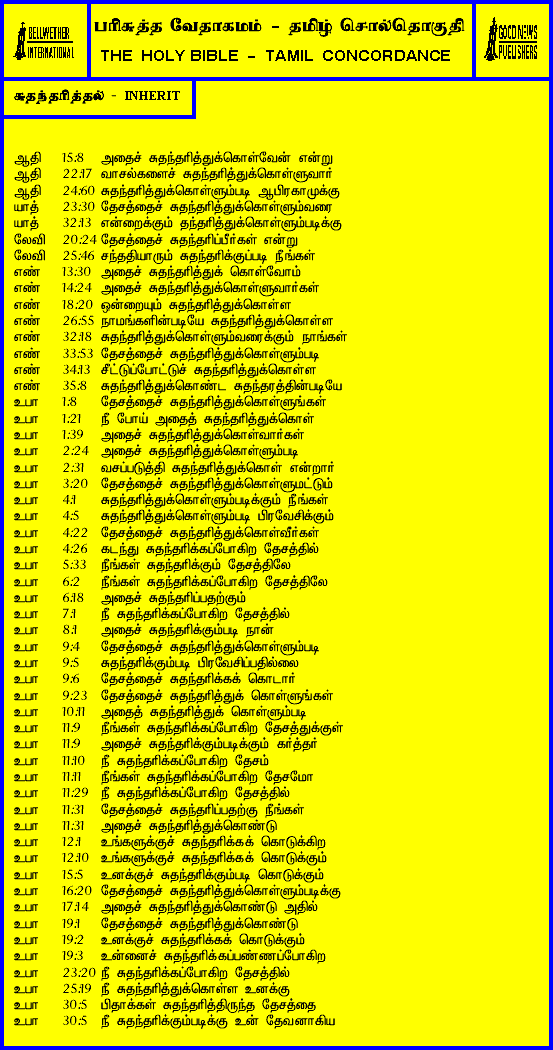 BELLWETHER
INTERNATIONAL
பரிசுத்த வேதாகமம் - தமிழ் சொல்தொகுதி
THE HOLY BIBLE - TAMIL CONCORDANCE
GOOD NEWS
PUBLISHERS
சுதந்தரித்தல் - INHERIT
ஆதி 15:8 அதைச் சுதந்தரித்துக்கொள்வேன் என்று
ஆதி 22:17 வாசல்களைச் சுதந்தரித்துக்கொள்ளுவார்
ஆதி 24:60 சுதந்தரித்துக்கொள்ளும்படி ஆபிரகாமுக்கு
யாத் 23:30 தேசத்தைச் சுதந்தரித்துக்கொள்ளும்வரை
யாத் 32:13 என்றைக்கும் தந்தரித்துக்கொள்ளும்படிக்கு
லேவி 20:24 தேசத்தைச் சுதந்தரிப்பீர்கள் என்று
லேவி 25:46 சந்ததியாரும் சுதந்தரிக்குப்படி நீங்கள்
எண் 13:30 அதைச் சுதந்தரித்துக் கொள்வோம்
எண் 14:24 அதைச் சுதந்தரித்துக்கொள்ளுவார்கள்
எண் 18:20 ஒன்றையும் சுதந்தரித்துக்கொள்ள
எண் 26:55 நாமங்களின்படியே சுதந்தரித்துக்கொள்ள
எண் 32:18 சுதந்தரித்துக்கொள்ளும்வரைக்கும் நாங்கள்
எண் 33:53 தேசத்தைச் சுதந்தரித்துக்கொள்ளும்படி
எண் 34:13 சீட்டுப்போட்டுச் சுதந்தரித்துக்கொள்ள
எண் 35:8 சுதந்தரித்துக்கொண்ட சுதந்தரத்தின்படியே
உபா 1:8 தேசத்தைச் சுதந்தரித்துக்கொள்ளுங்கள்
உபா 1:21 நீ போய் அதைத் சுதந்தரித்துக்கொள்
உபா 1:39 அதைச் சுதந்தரித்துக்கொள்வார்கள்
உபா 2:24 அதைச் சுதந்தரித்துக்கொள்ளும்படி
உபா 2:31 வசப்படுத்தி சுதந்தரித்துக்கொள் என்றார்
உபா 3:20 தேசத்தைச் சுதந்தரித்துக்கொள்ளுமட்டும்
உபா 4:1 சுதந்தரித்துக்கொள்ளும்படிக்கும் நீங்கள்
உபா 4:5 சுதந்தரித்துக்கொள்ளும்படி பிரவேசிக்கும்
உபா 4:22 தேசத்தைச் சுதந்தரித்துக்கொள்வீர்கள்
உபா 4:26 கடந்து சுதந்தரிக்கப்போகிற தேசத்தில்
உபா 5:33 நீங்கள் சுதந்தரிக்கும் தேசத்திலே
உபா 6:2 நீங்கள் சுதந்தரிக்கப்போகிற தேசத்திலே
உபா 6:18 அதைச் சுதந்தரிப்பதற்கும்
உபா 7:1 நீ சுதந்தரிக்கப்போகிற தேசத்தில்
உபா 8:1 அதைச் சுதந்தரிக்கும்படி நான்
உபா 9:4 தேசத்தைச் சுதந்தரித்துக்கொள்ளும்படி
உபா 9:5 சுதந்தரிக்கும்படி பிரவேசிப்பதில்லை
உபா 9:6 தேசத்தைச் சுதந்தரிக்கக் கொடார்
உபா 9:23 தேசத்தைச் சுதந்தரித்துக் கொள்ளுங்கள்
உபா 10:11 அதைத் சுதந்தரித்துக் கொள்ளும்படி
உபா 11:9 நீங்கள் சுதந்தரிக்கப்போகிற தேசத்துக்குள்
உபா 11:9 அதைச் சுதந்தரிக்கும்படிக்கும் கர்த்தர்
உபா 11:10 நீ சுதந்தரிக்கப்போகிற தேசம்
உபா 11:11 நீங்கள் சுதந்தரிக்கப்போகிற தேசமோ
உபா 11:29 நீ சுதந்தரிக்கப்போகிற தேசத்தில்
உபா 11:31 தேசத்தைச் சுதந்தரிப்பதற்கு நீங்கள்
உபா 11:31 அதைச் சுதந்தரித்துக்கொண்டு
உபா 12:1 உங்களுக்குச் சுதந்தரிக்கக் கொடுக்கிற
உபா 12:10 உங்களுக்குச் சுதந்தரிக்கக் கொடுக்கும்
உபா 15:5 உனக்குச் சுதந்தரிக்கும்படி கொடுக்கும்
உபா 16:20 தேசத்தைச் சுதந்தரித்துக்கொள்ளும்படிக்கு
உபா 17:14 அதைச் சுதந்தரித்துக்கொண்டு அதில்
உபா 19:1 தேசத்தைச் சுதந்தரித்துக்கொண்டு
உபா 19:2 உனக்குச் சுதந்தரிக்கக் கொடுக்கும்
உபா 19:3 உன்னைச் சுதந்தரிக்கப்பண்ணப்போகிற
உபா 23:20 நீ சுதந்தரிக்கப்போகிற தேசத்தில்
உபா 25:19 நீ சுதந்தரித்துக்கொள்ள உனக்கு
உபா 30:5 பிதாக்கள் சுதந்தரித்திருந்த தேசத்தை
உபா 30:5 நீ சுதந்தரிக்கும்படிக்கு உன் தேவனாகிய